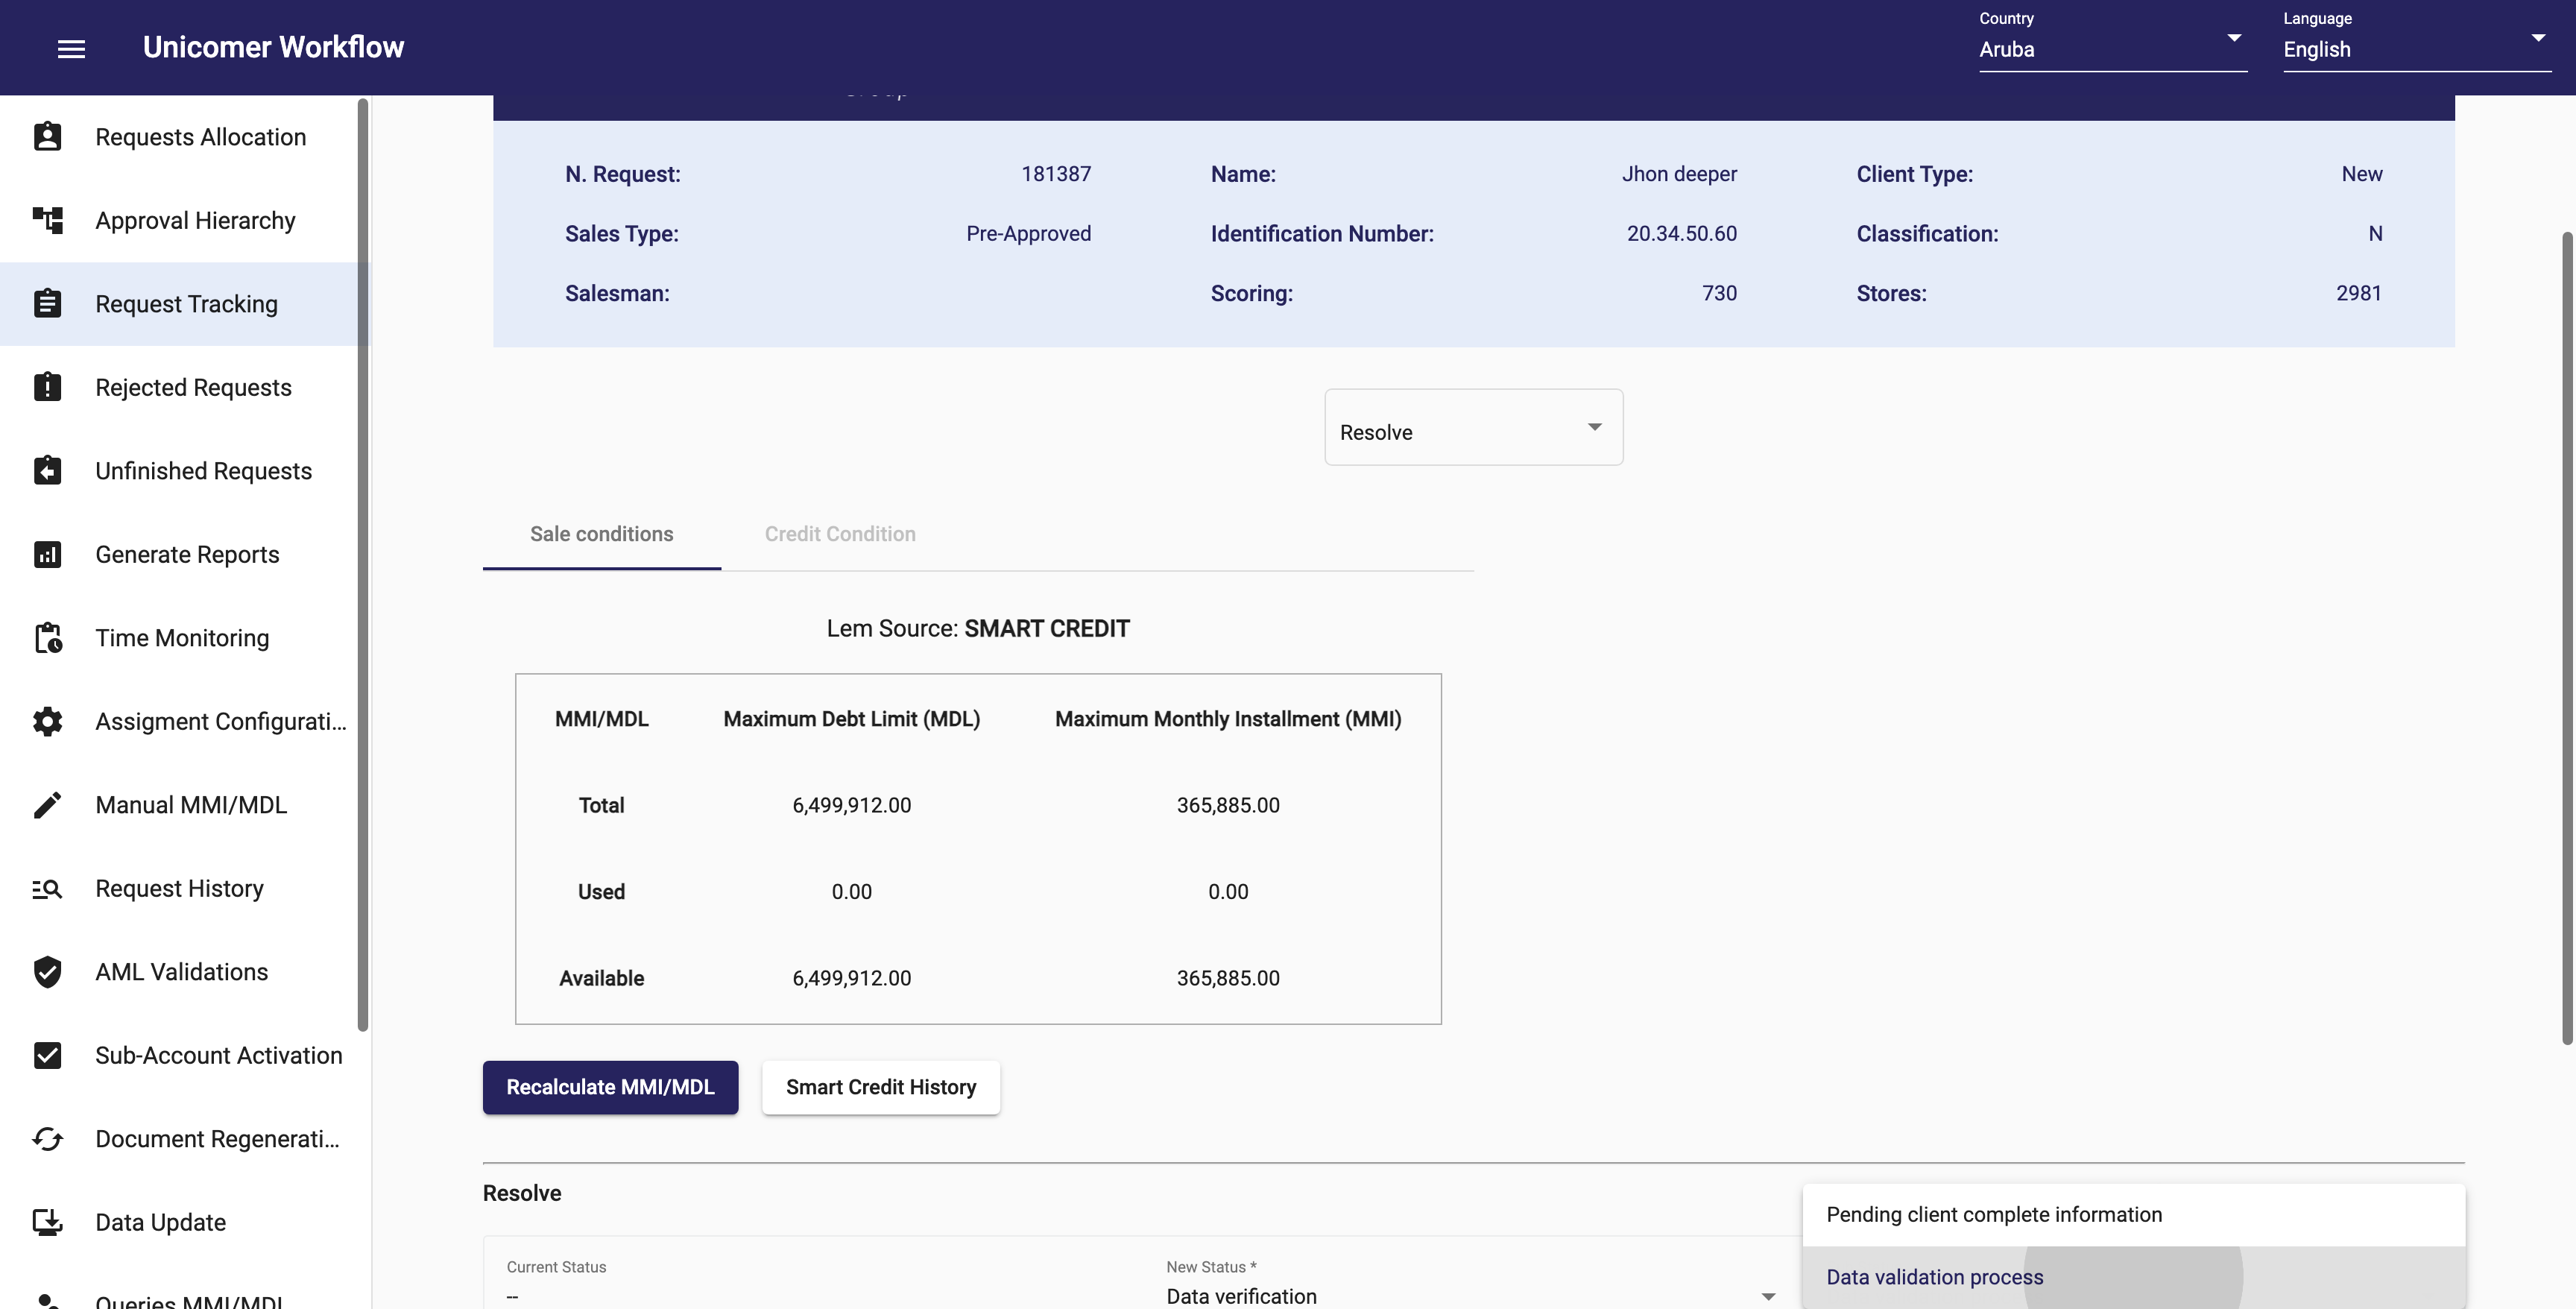 Unicomer Workflow
Country
Aruba
Language
English
Requests Allocation
Approval Hierarchy
Request Tracking
Rejected Requests
Unfinished Requests
Generate Reports
Time Monitoring
Assigment Configurati...
Manual MMI/MDL
Request History
AML Validations
Sub-Account Activation
Document Regenerati...
Data Update
Queries MMI/MDL
N. Request: 181387 Name: Jhon deeper Client Type: New
Sales Type: Pre-Approved Identification Number: 20.34.50.60 Classification: N
Salesman: Scoring: 730 Stores: 2981
Resolve
Sale conditions Credit Condition
Lem Source: SMART CREDIT
MMI/MDL Maximum Debt Limit (MDL) Maximum Monthly Installment (MMI)
Total 6,499,912.00 365,885.00
Used 0.00 0.00
Available 6,499,912.00 365,885.00
Recalculate MMI/MDL Smart Credit History
Resolve
Current Status
--
New Status *
Data verification
Pending client complete information
Data validation process